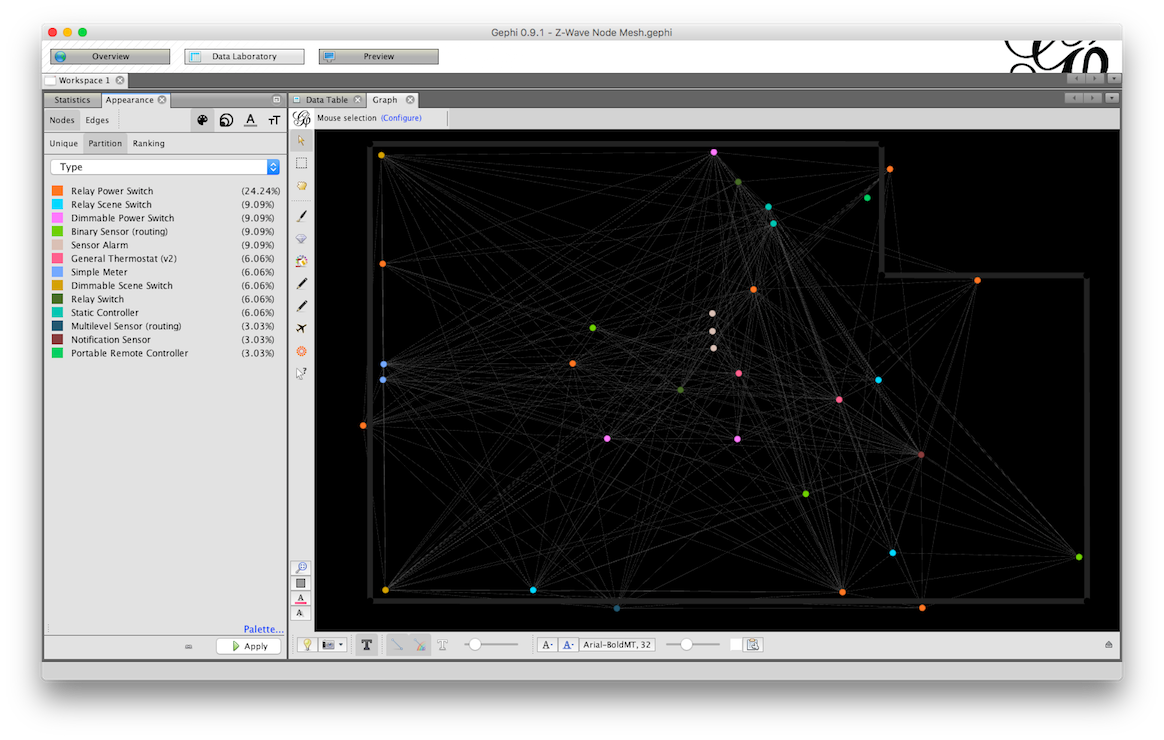 Gephi 0.9.1 - Z-Wave Node Mesh.gephi
Overview
Data Laboratory
Preview
Workspace 1
Statistics
Appearance
Data Table
Graph
Nodes
Edges
A
TT
Mouse selection (Configure)
Unique
Partition
Ranking
Type
Relay Power Switch (24.24%)
Relay Scene Switch (9.09%)
Dimmable Power Switch (9.09%)
Binary Sensor (routing) (9.09%)
Sensor Alarm (9.09%)
General Thermostat (v2) (6.06%)
Simple Meter (6.06%)
Dimmable Scene Switch (6.06%)
Relay Switch (6.06%)
Static Controller (6.06%)
Multilevel Sensor (routing) (3.03%)
Notification Sensor (3.03%)
Portable Remote Controller (3.03%)
A
A
Palette...
Apply
T
T
A
A
Arial-BoldMT, 32